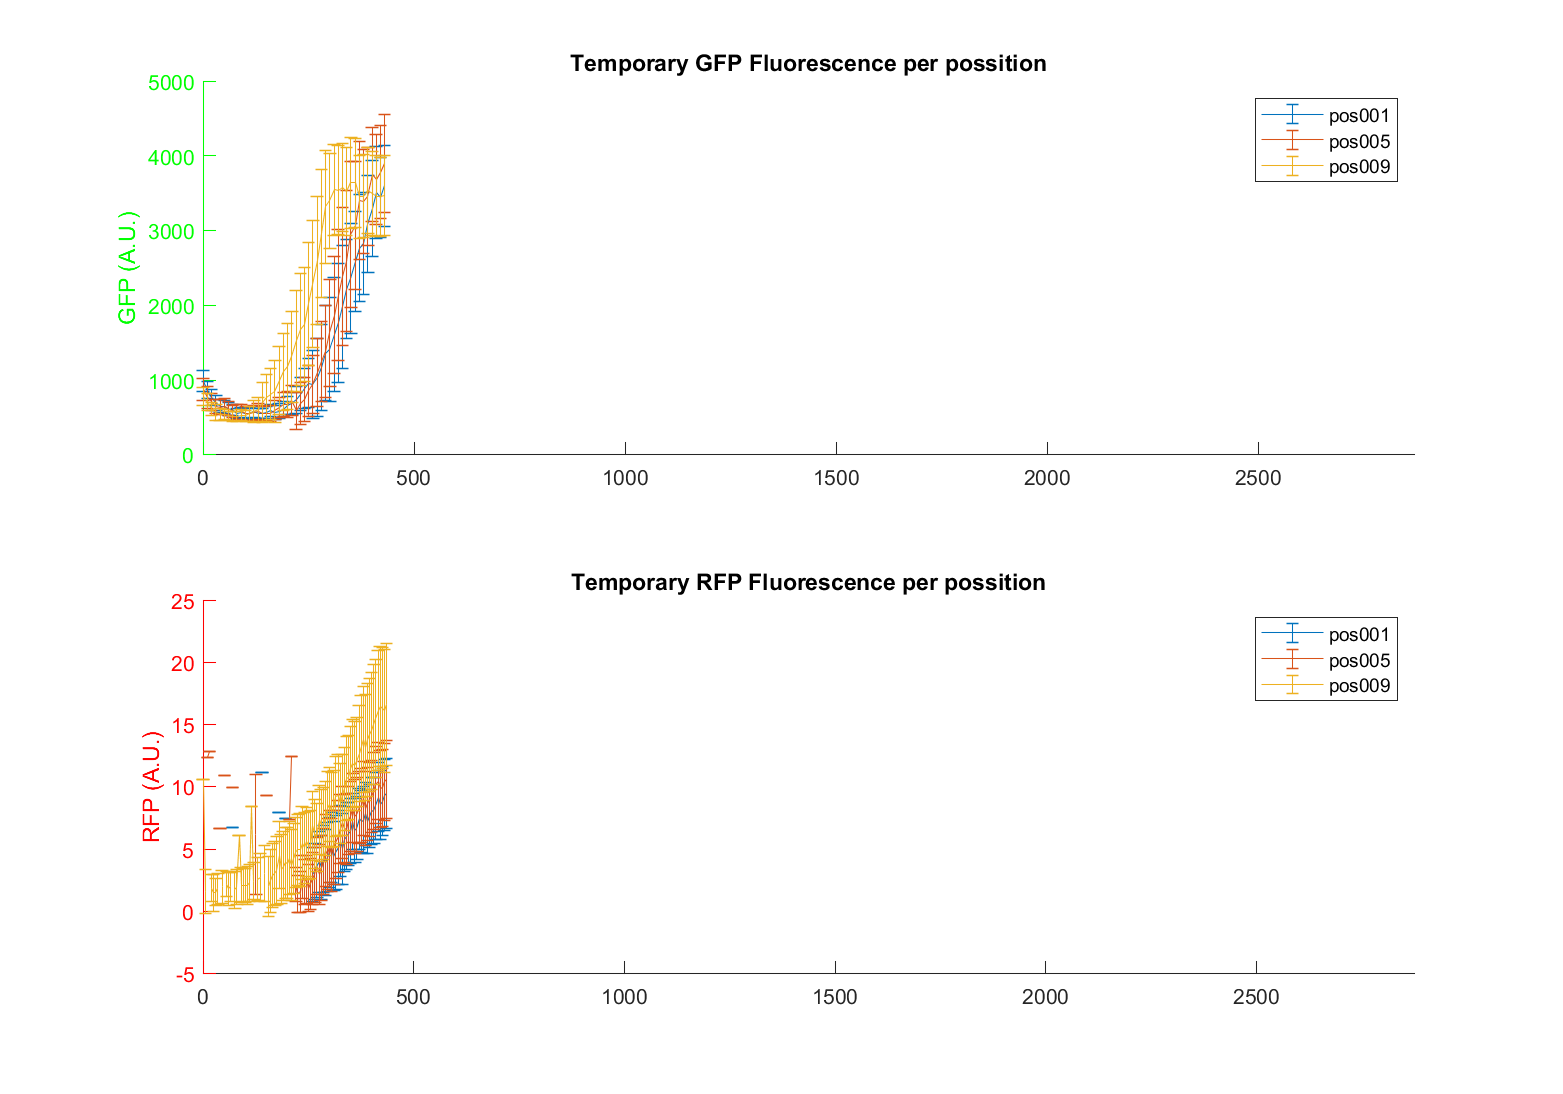 Temporary GFP Fluorescence per possition
GFP (A.U.)
5000
4000
3000
2000
1000
0
0 500 1000 1500 2000 2500
pos001
pos005
pos009
Temporary RFP Fluorescence per possition
RFP (A.U.)
25
20
15
10
5
0
-5
0 500 1000 1500 2000 2500
pos001
pos005
pos009